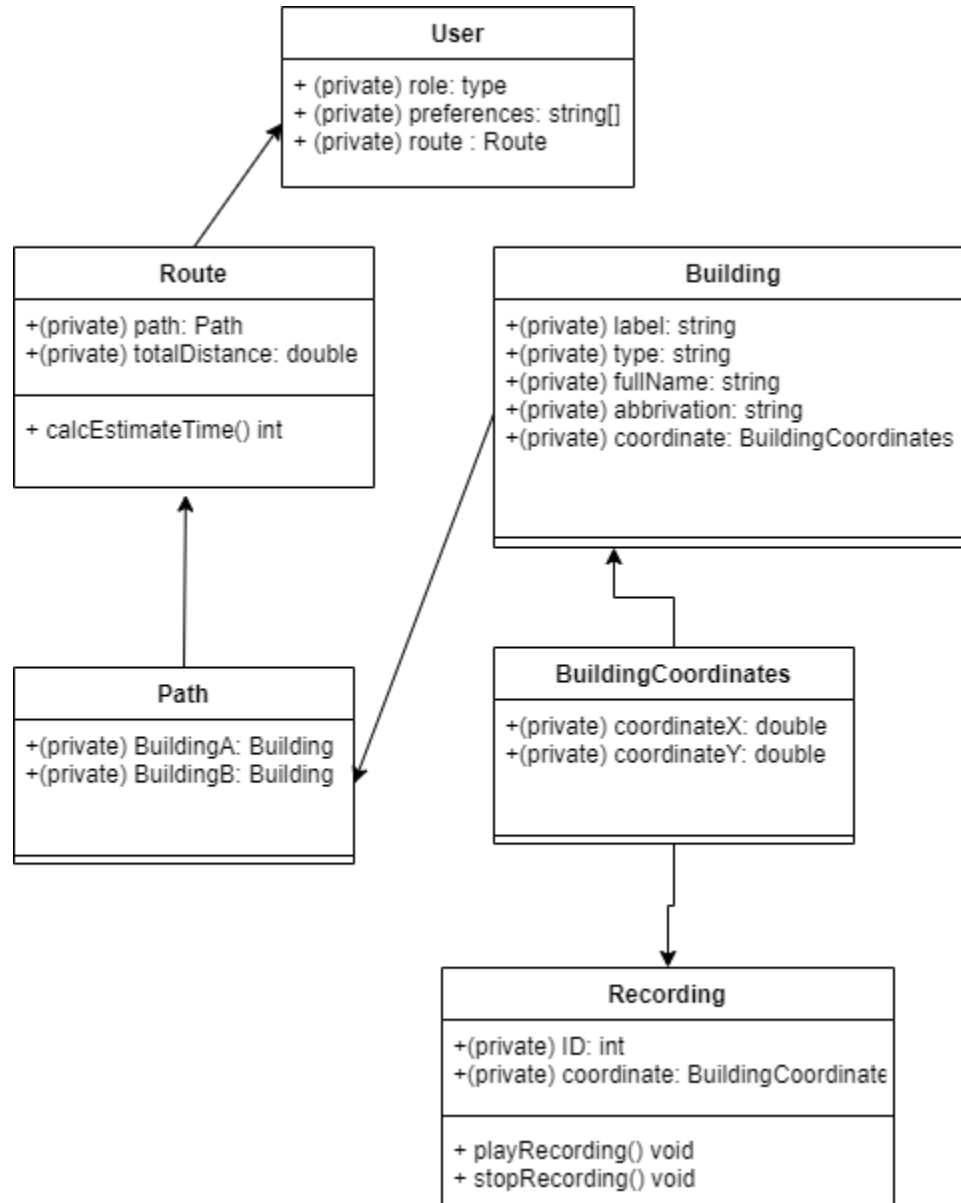 User
+ (private) role: type
+ (private) preferences: string[]
+ (private) route : Route
Route
+(private) path: Path
+(private) totalDistance: double
+ calcEstimateTime() int
Building
+(private) label: string
+(private) type: string
+(private) fullName: string
+(private) abbrivation: string
+(private) coordinate: BuildingCoordinates
Path
+(private) BuildingA: Building
+(private) BuildingB: Building
BuildingCoordinates
+(private) coordinateX: double
+(private) coordinateY: double
Recording
+(private) ID: int
+(private) coordinate: BuildingCoordinate
+ playRecording() void
+ stopRecording() void